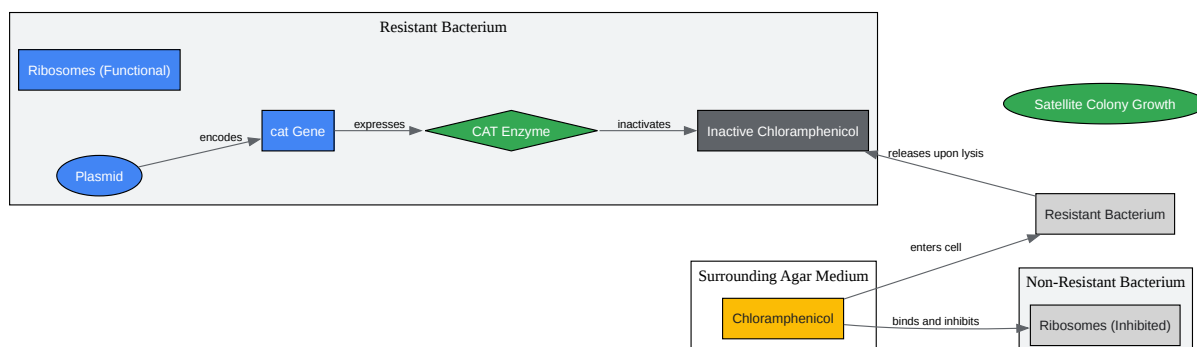 Resistant Bacterium
Ribosomes (Functional)
Satellite Colony Growth
encodes
cat Gene
expresses
CAT Enzyme
inactivates
Inactive Chloramphenicol
releases upon lysis
Plasmid
Resistant Bacterium
enters cell
Surrounding Agar Medium
Non-Resistant Bacterium
Chloramphenicol
binds and inhibits
Ribosomes (Inhibited)